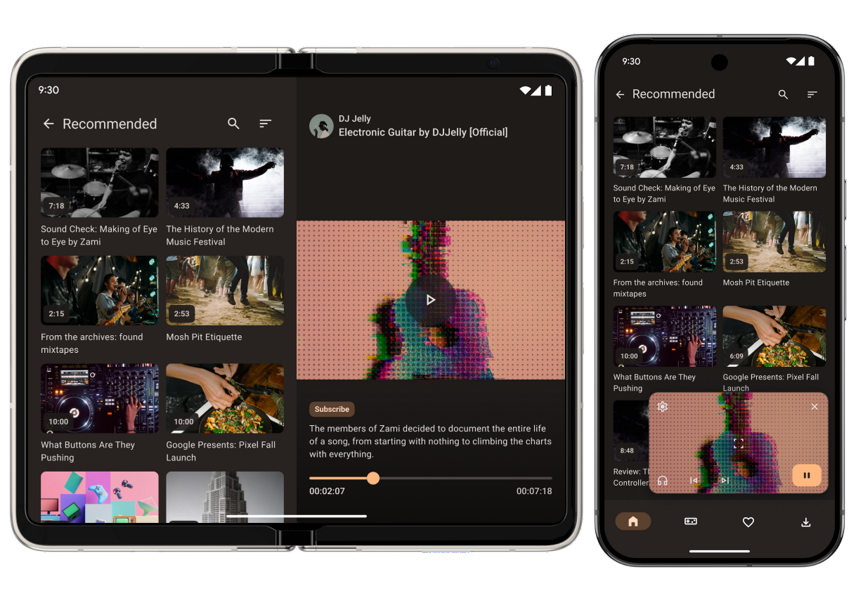 9:30
Recommended
7:18
4:33
Sound Check: Making of Eye
to Eye by Zami
The History of the Modern
Music Festival
2:15
2:53
From the archives: found
mixtapes
Mosh Pit Etiquette
10:00
10:00
What Buttons Are They
Pushing
Google Presents: Pixel Fall
Launch
DJ Jelly
Electronic Guitar by DJJelly [Official]
Subscribe
The members of Zami decided to document the entire life
of a song, from starting with nothing to climbing the charts
with everything.
00:02:07
00:07:18
9:30
Recommended
7:18
4:33
Sound Check: Making of Eye
to Eye by Zami
The History of the Modern
Music Festival
2:15
2:53
From the archives: found
mixtapes
Mosh Pit Etiquette
10:00
6:09
What Buttons Are They
Pushing
Google Presents: Pixel Fall
Launch
8:48
Review:
Controller